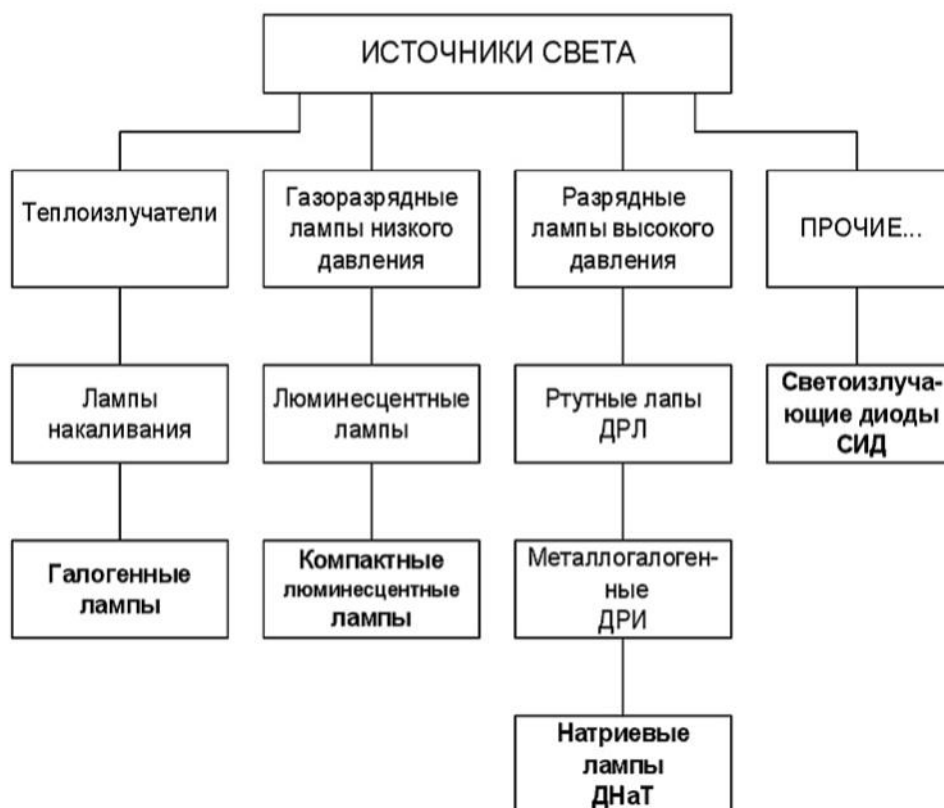 ИСТОЧНИКИ СВЕТА
Теплоизлучатели
Газоразрядные
лампы низкого
давления
Разрядные
лампы высокого
давления
ПРОЧИЕ...
Лампы
накаливания
Люминесцентные
лампы
Ртутные лапы
ДРЛ
Светоизлуча-
ющие диоды
СИД
Галогенные
лампы
Компактные
люминесцентные
лампы
Металлогалоген-
ные
ДРИ
Натриевые
лампы
ДНаТ